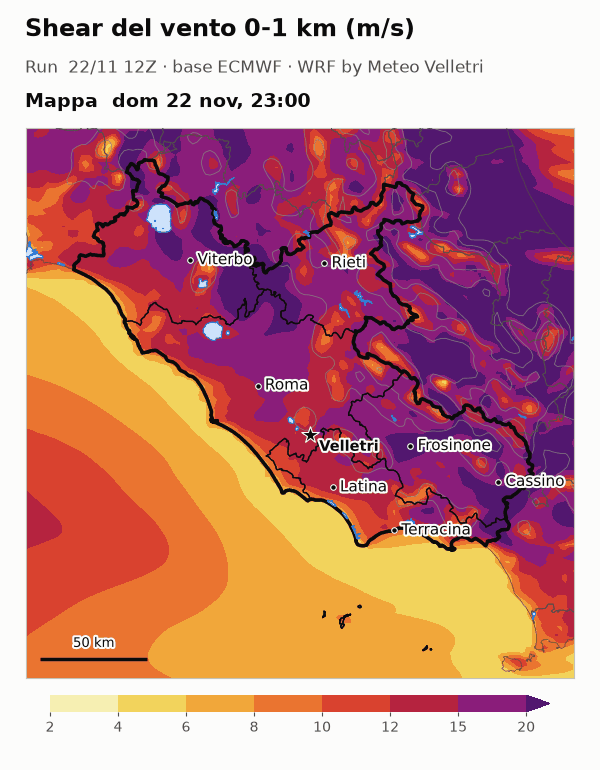 Shear del vento 0-1 km (m/s)
Run  22/11 12Z · base ECMWF · WRF by Meteo Velletri
Mappa  dom 22 nov, 23:00
Viterbo
Rieti
Roma
Velletri
Frosinone
Cassino
Latina
Terracina
50 km
2 4 6 8 10 12 15 20